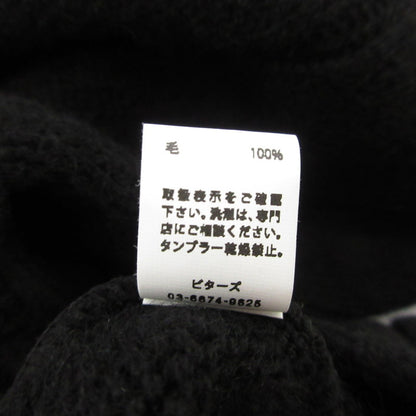 毛 100%
取扱表示をご確認
下さい。洗濯は、専門
店にご相談ください。
タンブラー乾燥禁止。
ビターズ
03-6674-9625